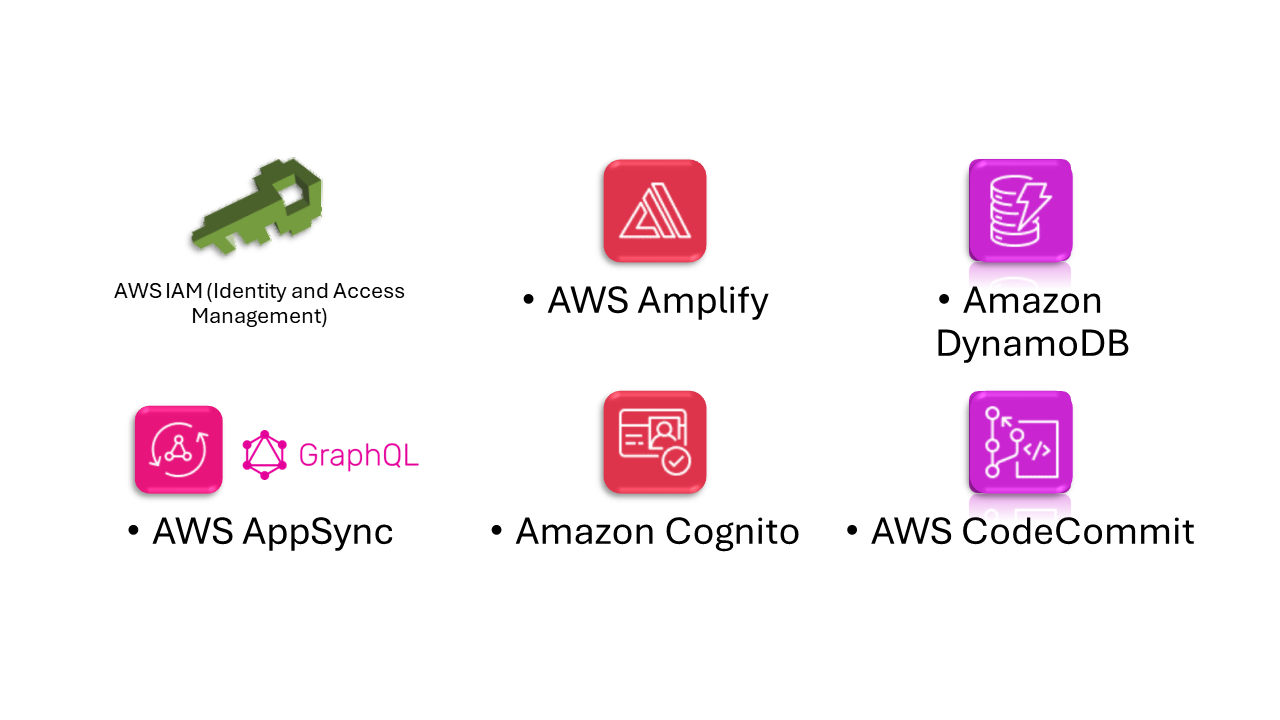 AWS IAM (Identity and Access
Management)
• AWS Amplify
• Amazon
DynamoDB
GraphQL
• AWS AppSync
• Amazon Cognito
• AWS CodeCommit